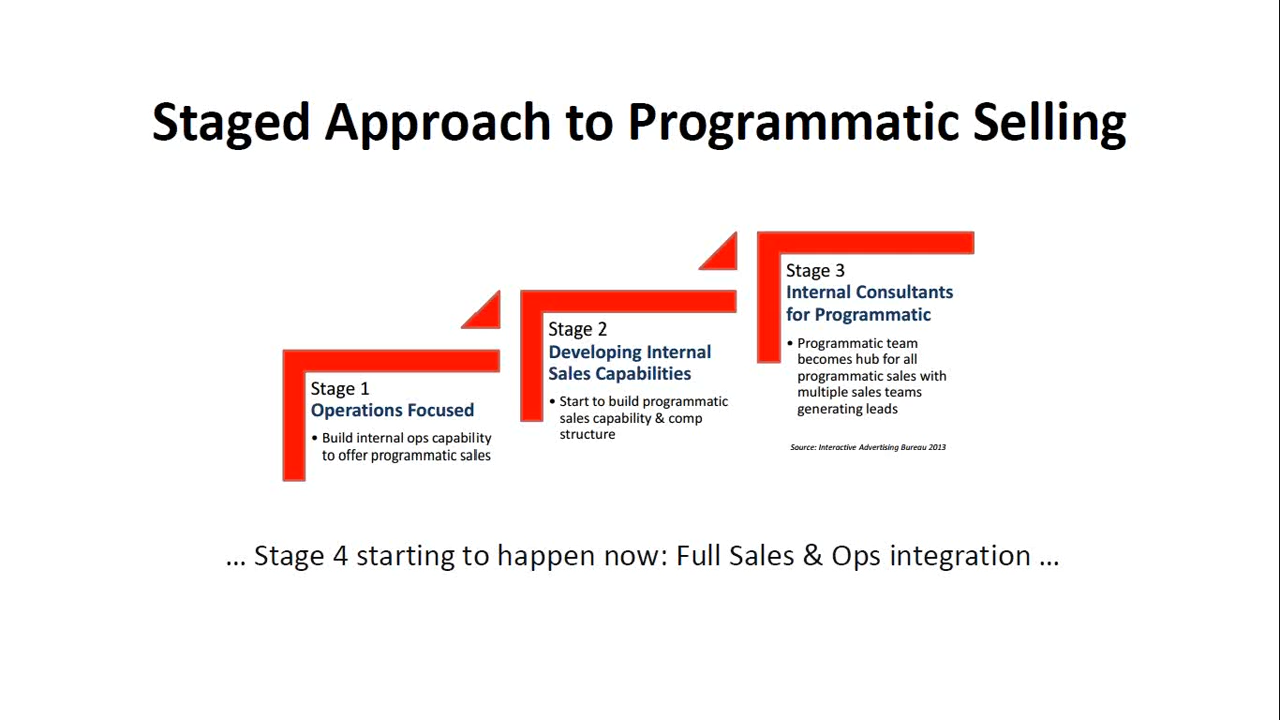 Staged Approach to Programmatic Selling
Stage 1
Operations Focused
• Build internal ops capability
to offer programmatic sales
Stage 2
Developing Internal
Sales Capabilities
• Start to build programmatic
sales capability & comp
structure
Stage 3
Internal Consultants
for Programmatic
• Programmatic team
becomes hub for all
programmatic sales with
multiple sales teams
generating leads
Source: Interactive Advertising Bureau 2013
... Stage 4 starting to happen now: Full Sales & Ops integration ...